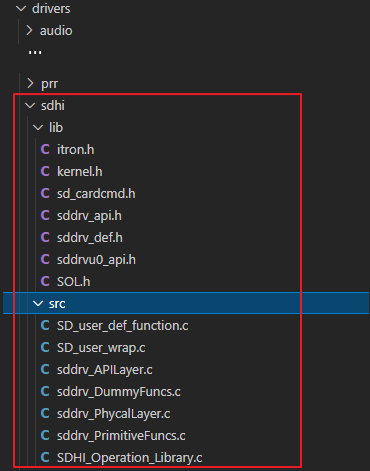 drivers
audio
...
prr
sdhi
lib
C itron.h
C kernel.h
C sd_cardcmd.h
C sddrv_api.h
C sddrv_def.h
C sddrvu0_api.h
C SOL.h
src
C SD_user_def_function.c
C SD_user_wrap.c
C sddrv_APILayer.c
C sddrv_DummyFuncs.c
C sddrv_PhycalLayer.c
C sddrv_PrimitiveFuncs.c
C SDHI_Operation_Library.c